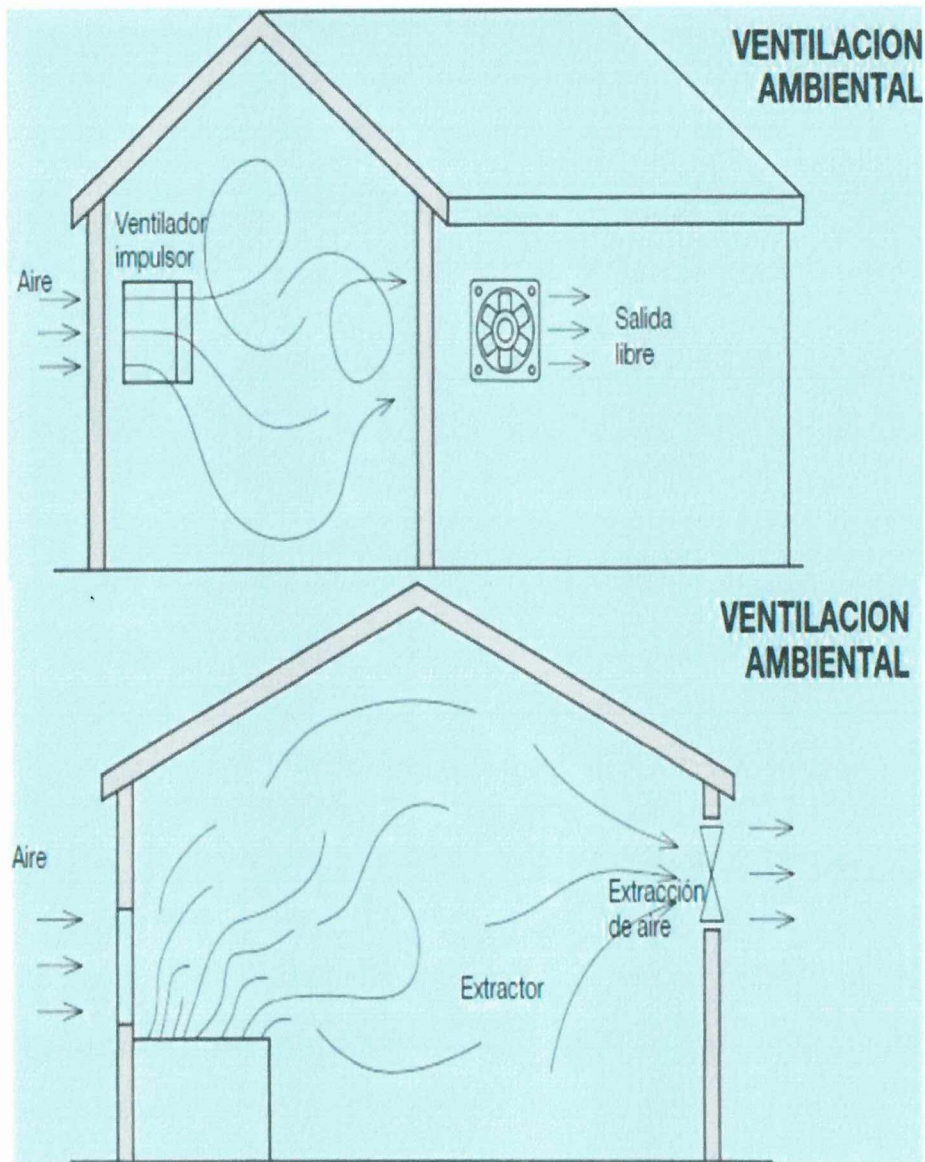 VENTILACION
AMBIENTAL
Ventilador
impulsor
Aire
Salida
libre
VENTILACION
AMBIENTAL
Aire
Extracción
de aire
Extractor